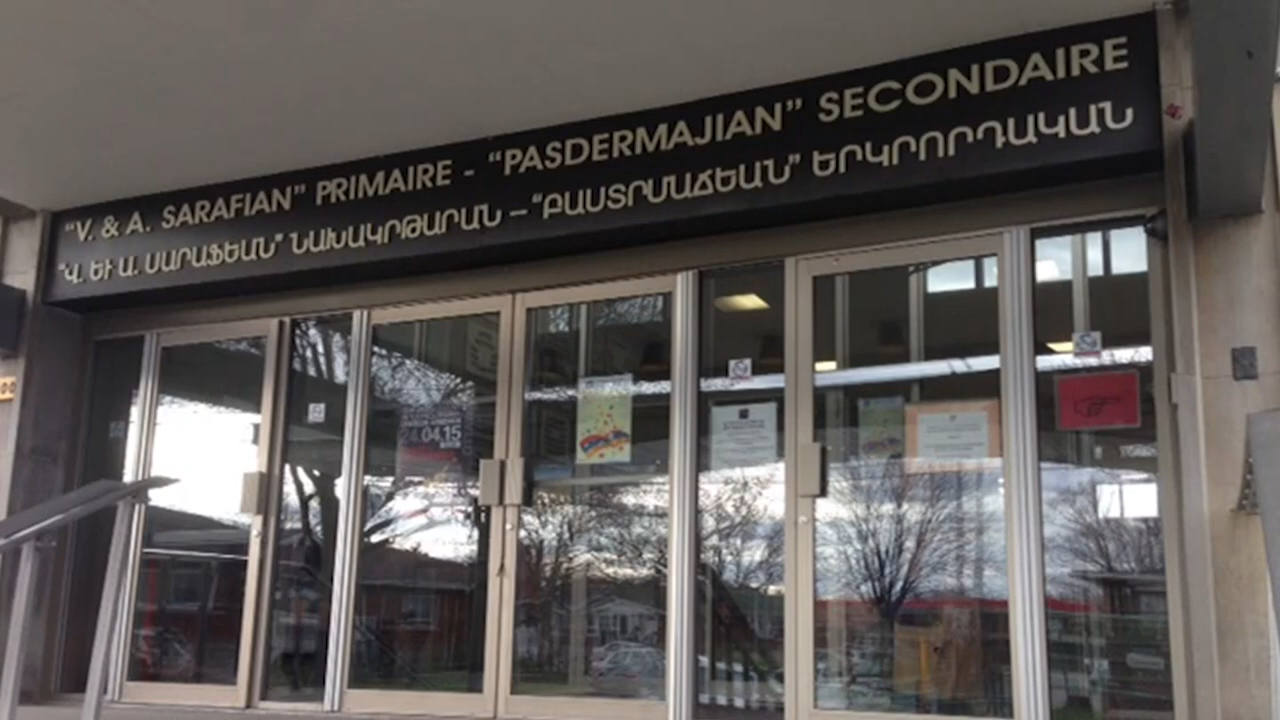 “V. & A. SARAFIAN” PRIMAIRE - “PASDERMAJIAN” SECONDAIRE
“Վ. ԵՒ Ա. ՍԱՐԱՖԵԱՆ” ՆԱԽԱԿՐԹԱՐԱՆ – “ԲԱՍՏՐՄԱՃԵԱՆ” ԵՐԿՐՈՐԴԱԿԱՆ
24.04.15